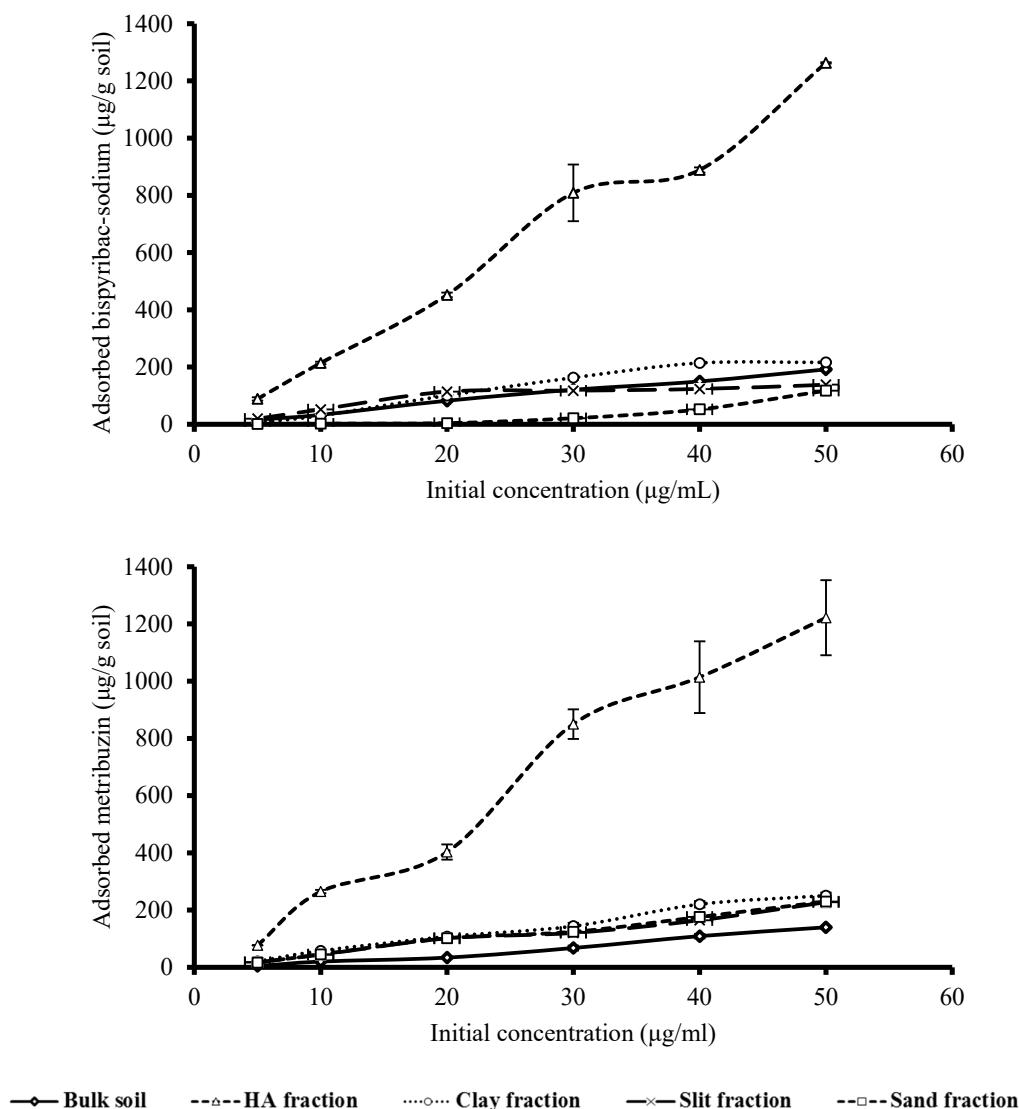 1400
1200
1000
800
600
400
200
0
Adsorbed bispyribac-sodium (µg/g soil)
0 10 20 30 40 50 60
Initial concentration (µg/mL)
1400
1200
1000
800
600
400
200
0
Adsorbed metribuzin (µg/g soil)
0 10 20 30 40 50 60
Initial concentration (µg/ml)
Bulk soil HA fraction Clay fraction Slit fraction Sand fraction